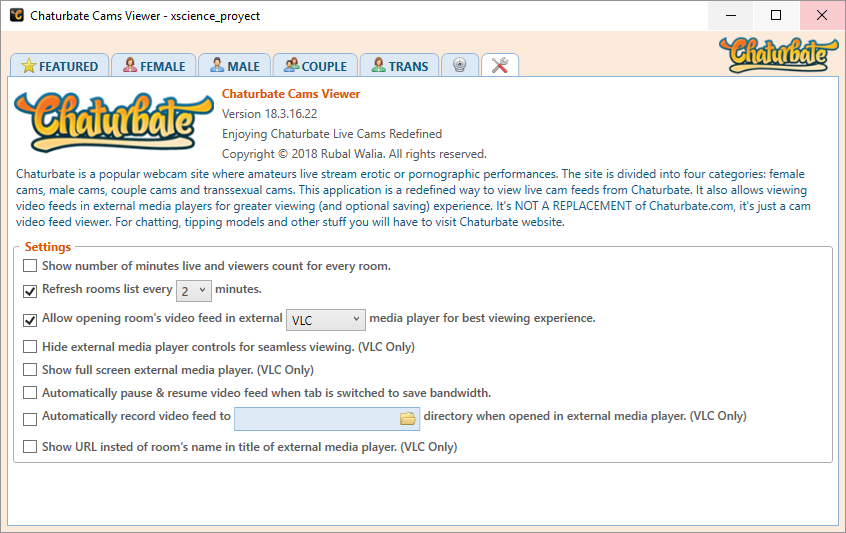 Chaturbate Cams Viewer - xscience_proyect
Chaturbate
FEATURED FEMALE MALE COUPLE TRANS
Chaturbate
Chaturbate Cams Viewer
Version 18.3.16.22
Enjoying Chaturbate Live Cams Redefined
Copyright © 2018 Rubal Walia. All rights reserved.
Chaturbate is a popular webcam site where amateurs live stream erotic or pornographic performances. The site is divided into four categories: female
cams, male cams, couple cams and transsexual cams. This application is a redefined way to view live cam feeds from Chaturbate. It also allows viewing
video feeds in external media players for greater viewing (and optional saving) experience. It's NOT A REPLACEMENT of Chaturbate.com, it's just a cam
video feed viewer. For chatting, tipping models and other stuff you will have to visit Chaturbate website.
Settings
Show number of minutes live and viewers count for every room.
Refresh rooms list every 2 minutes.
Allow opening room's video feed in external VLC media player for best viewing experience.
Hide external media player controls for seamless viewing. (VLC Only)
Show full screen external media player. (VLC Only)
Automatically pause & resume video feed when tab is switched to save bandwidth.
Automatically record video feed to directory when opened in external media player. (VLC Only)
Show URL insted of room's name in title of external media player. (VLC Only)